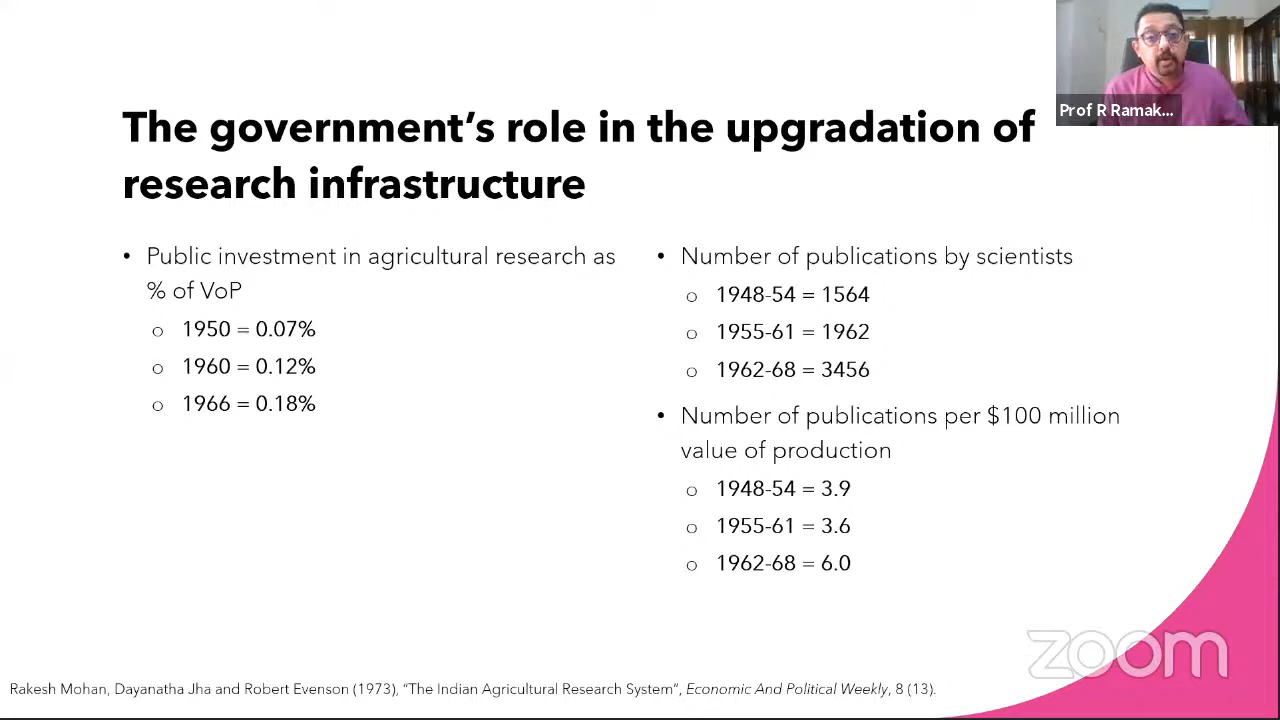 Prof R Ramak...
The government’s role in the upgradation of
research infrastructure
• Public investment in agricultural research as
% of VoP
o 1950 = 0.07%
o 1960 = 0.12%
o 1966 = 0.18%
• Number of publications by scientists
o 1948-54 = 1564
o 1955-61 = 1962
o 1962-68 = 3456
• Number of publications per $100 million
value of production
o 1948-54 = 3.9
o 1955-61 = 3.6
o 1962-68 = 6.0
zoom
Rakesh Mohan, Dayanatha Jha and Robert Evenson (1973), “The Indian Agricultural Research System”, Economic And Political Weekly, 8 (13).